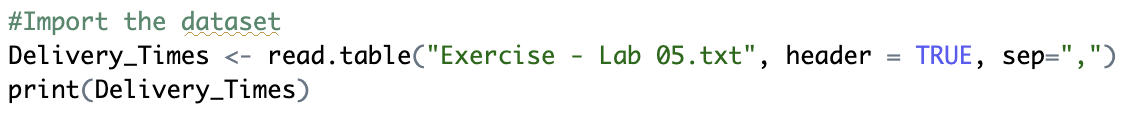 #Import the dataset
Delivery_Times <- read.table("Exercise - Lab 05.txt", header = TRUE, sep=",")
print(Delivery_Times)